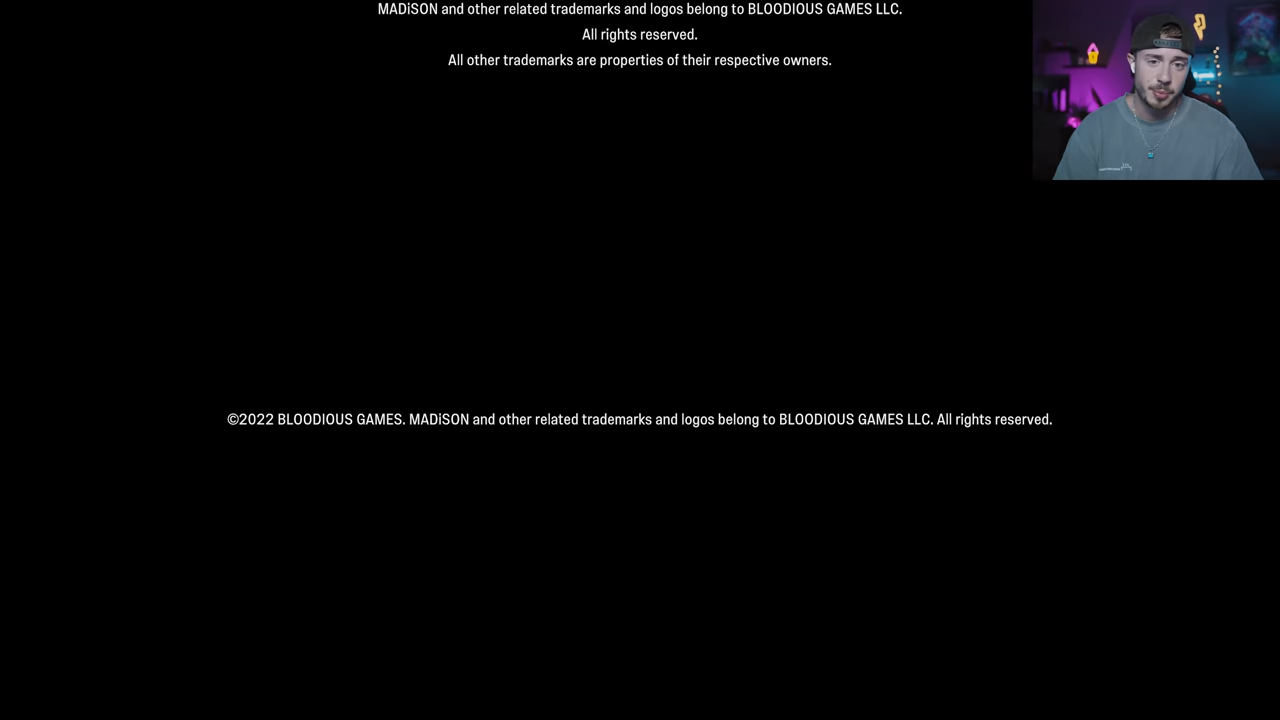 MADiSON and other related trademarks and logos belong to BLOODIOUS GAMES LLC.
All rights reserved.
All other trademarks are properties of their respective owners.
©2022 BLOODIOUS GAMES. MADiSON and other related trademarks and logos belong to BLOODIOUS GAMES LLC. All rights reserved.